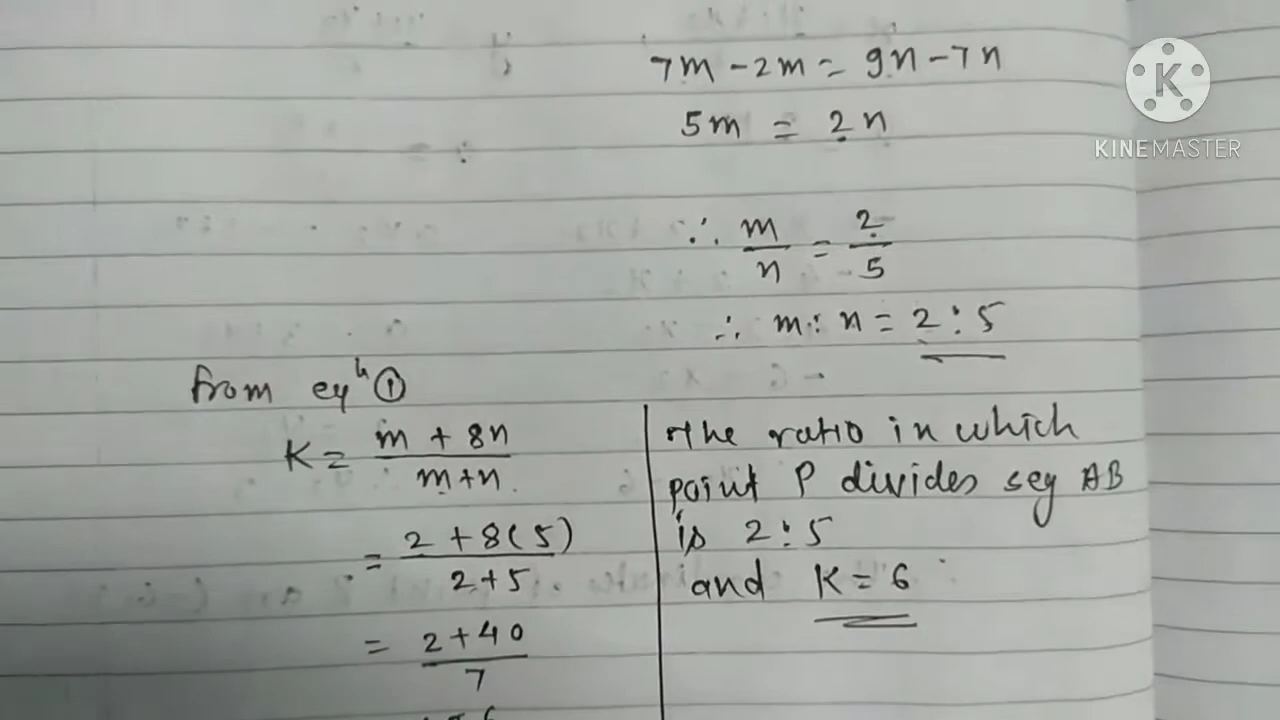 7m - 2m = 9n - 7n
5m = 2n
∴ m/n = 2/5
∴ m : n = 2 : 5
from eqⁿ ①
K = (m + 8n)/(m + n)
= (2 + 8(5))/(2 + 5)
= (2 + 40)/7
the ratio in which
point P divides seg AB
is 2 : 5
and K = 6
K
KINEMASTER